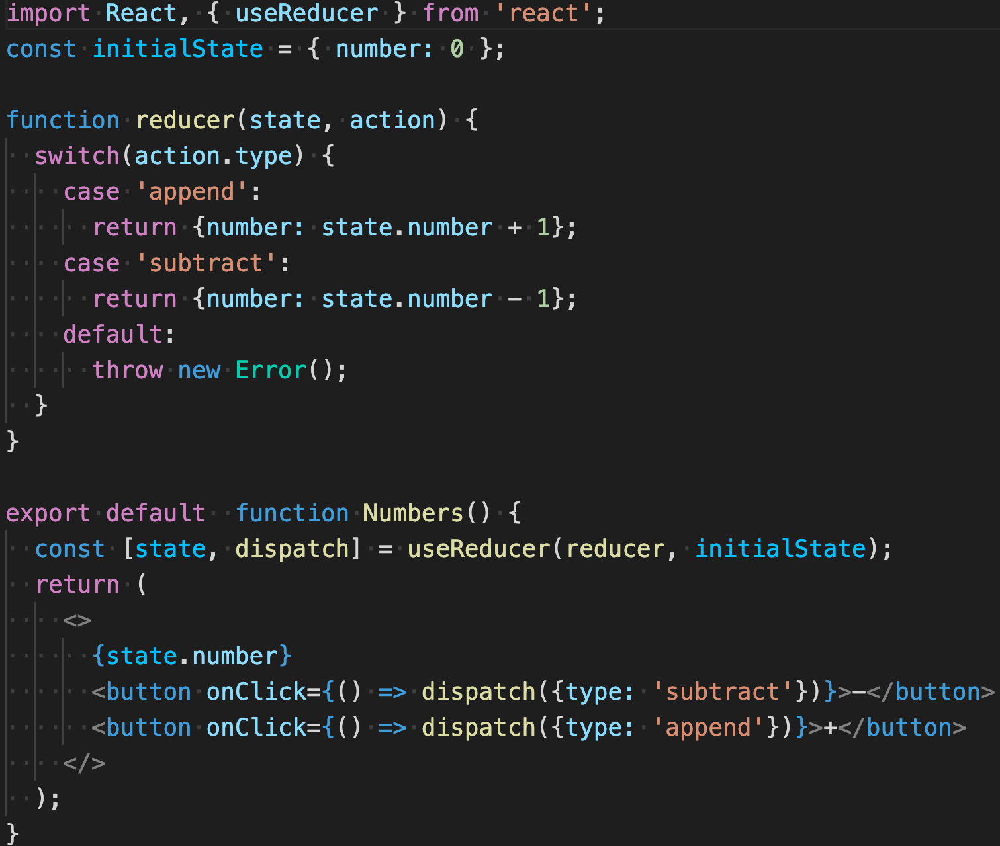 import React, { useReducer } from 'react';
const initialState = { number: 0 };

function reducer(state, action) {
  switch(action.type) {
    case 'append':
      return {number: state.number + 1};
    case 'subtract':
      return {number: state.number - 1};
    default:
      throw new Error();
  }
}

export default  function Numbers() {
  const [state, dispatch] = useReducer(reducer, initialState);
  return (
    <>
      {state.number}
      <button onClick={() => dispatch({type: 'subtract'})}>-</button>
      <button onClick={() => dispatch({type: 'append'})}>+</button>
    </>
  );
}